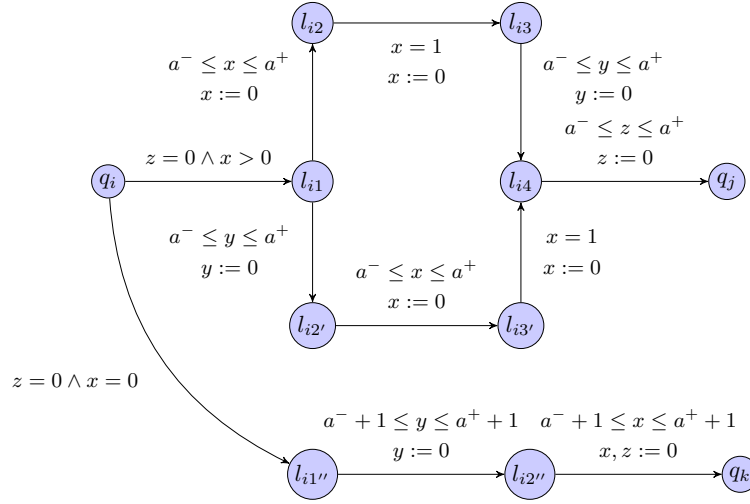 l_{i2}
l_{i3}
x = 1
x := 0
a^- ≤ x ≤ a^+
x := 0
a^- ≤ y ≤ a^+
y := 0
a^- ≤ z ≤ a^+
z := 0
z = 0 ∧ x > 0
q_i
l_{i1}
l_{i4}
q_j
a^- ≤ y ≤ a^+
y := 0
x = 1
x := 0
a^- ≤ x ≤ a^+
x := 0
l_{i2'}
l_{i3'}
z = 0 ∧ x = 0
a^- + 1 ≤ y ≤ a^+ + 1
y := 0
a^- + 1 ≤ x ≤ a^+ + 1
x, z := 0
l_{i1''}
l_{i2''}
q_k